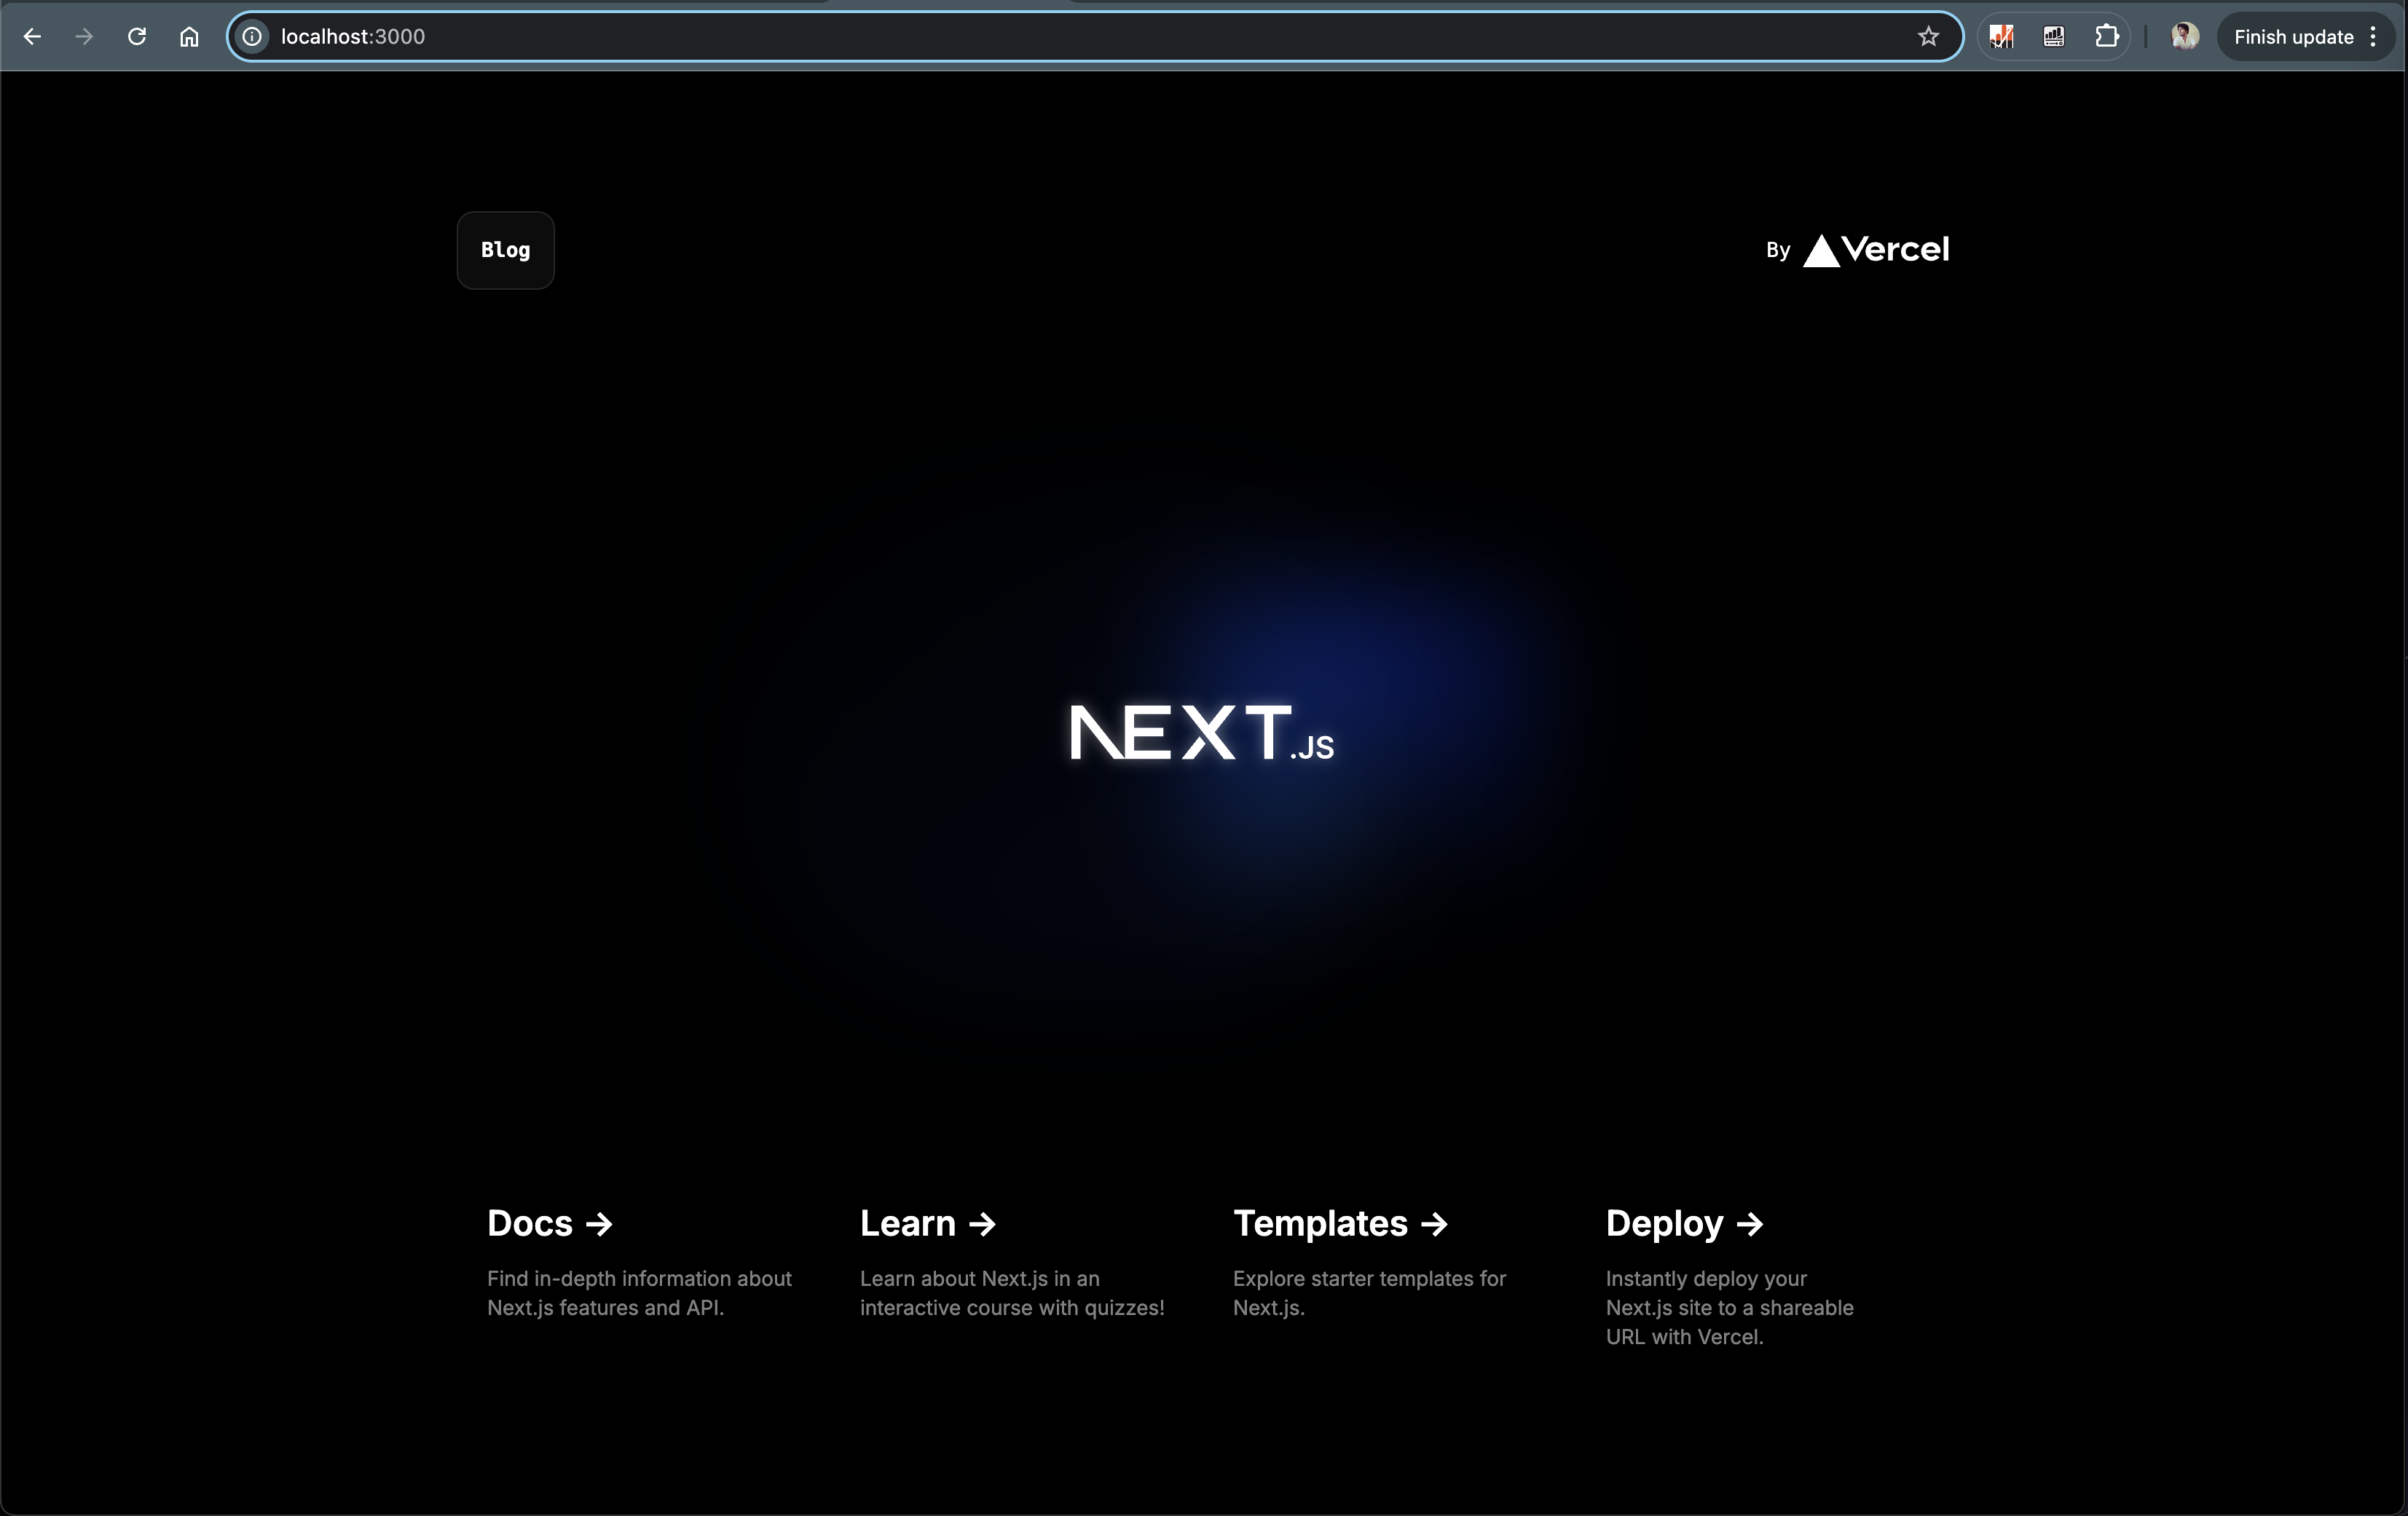 localhost:3000
Finish update
Blog
By Vercel
NEXT.JS
Docs →
Find in-depth information about
Next.js features and API.
Learn →
Learn about Next.js in an
interactive course with quizzes!
Templates →
Explore starter templates for
Next.js.
Deploy →
Instantly deploy your
Next.js site to a shareable
URL with Vercel.